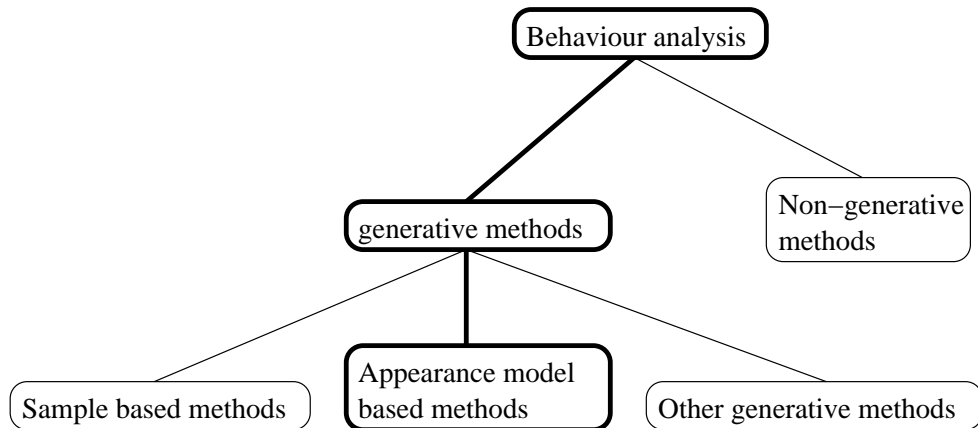 Behaviour analysis
Non−generative
methods
generative methods
Appearance model
based methods
Sample based methods
Other generative methods